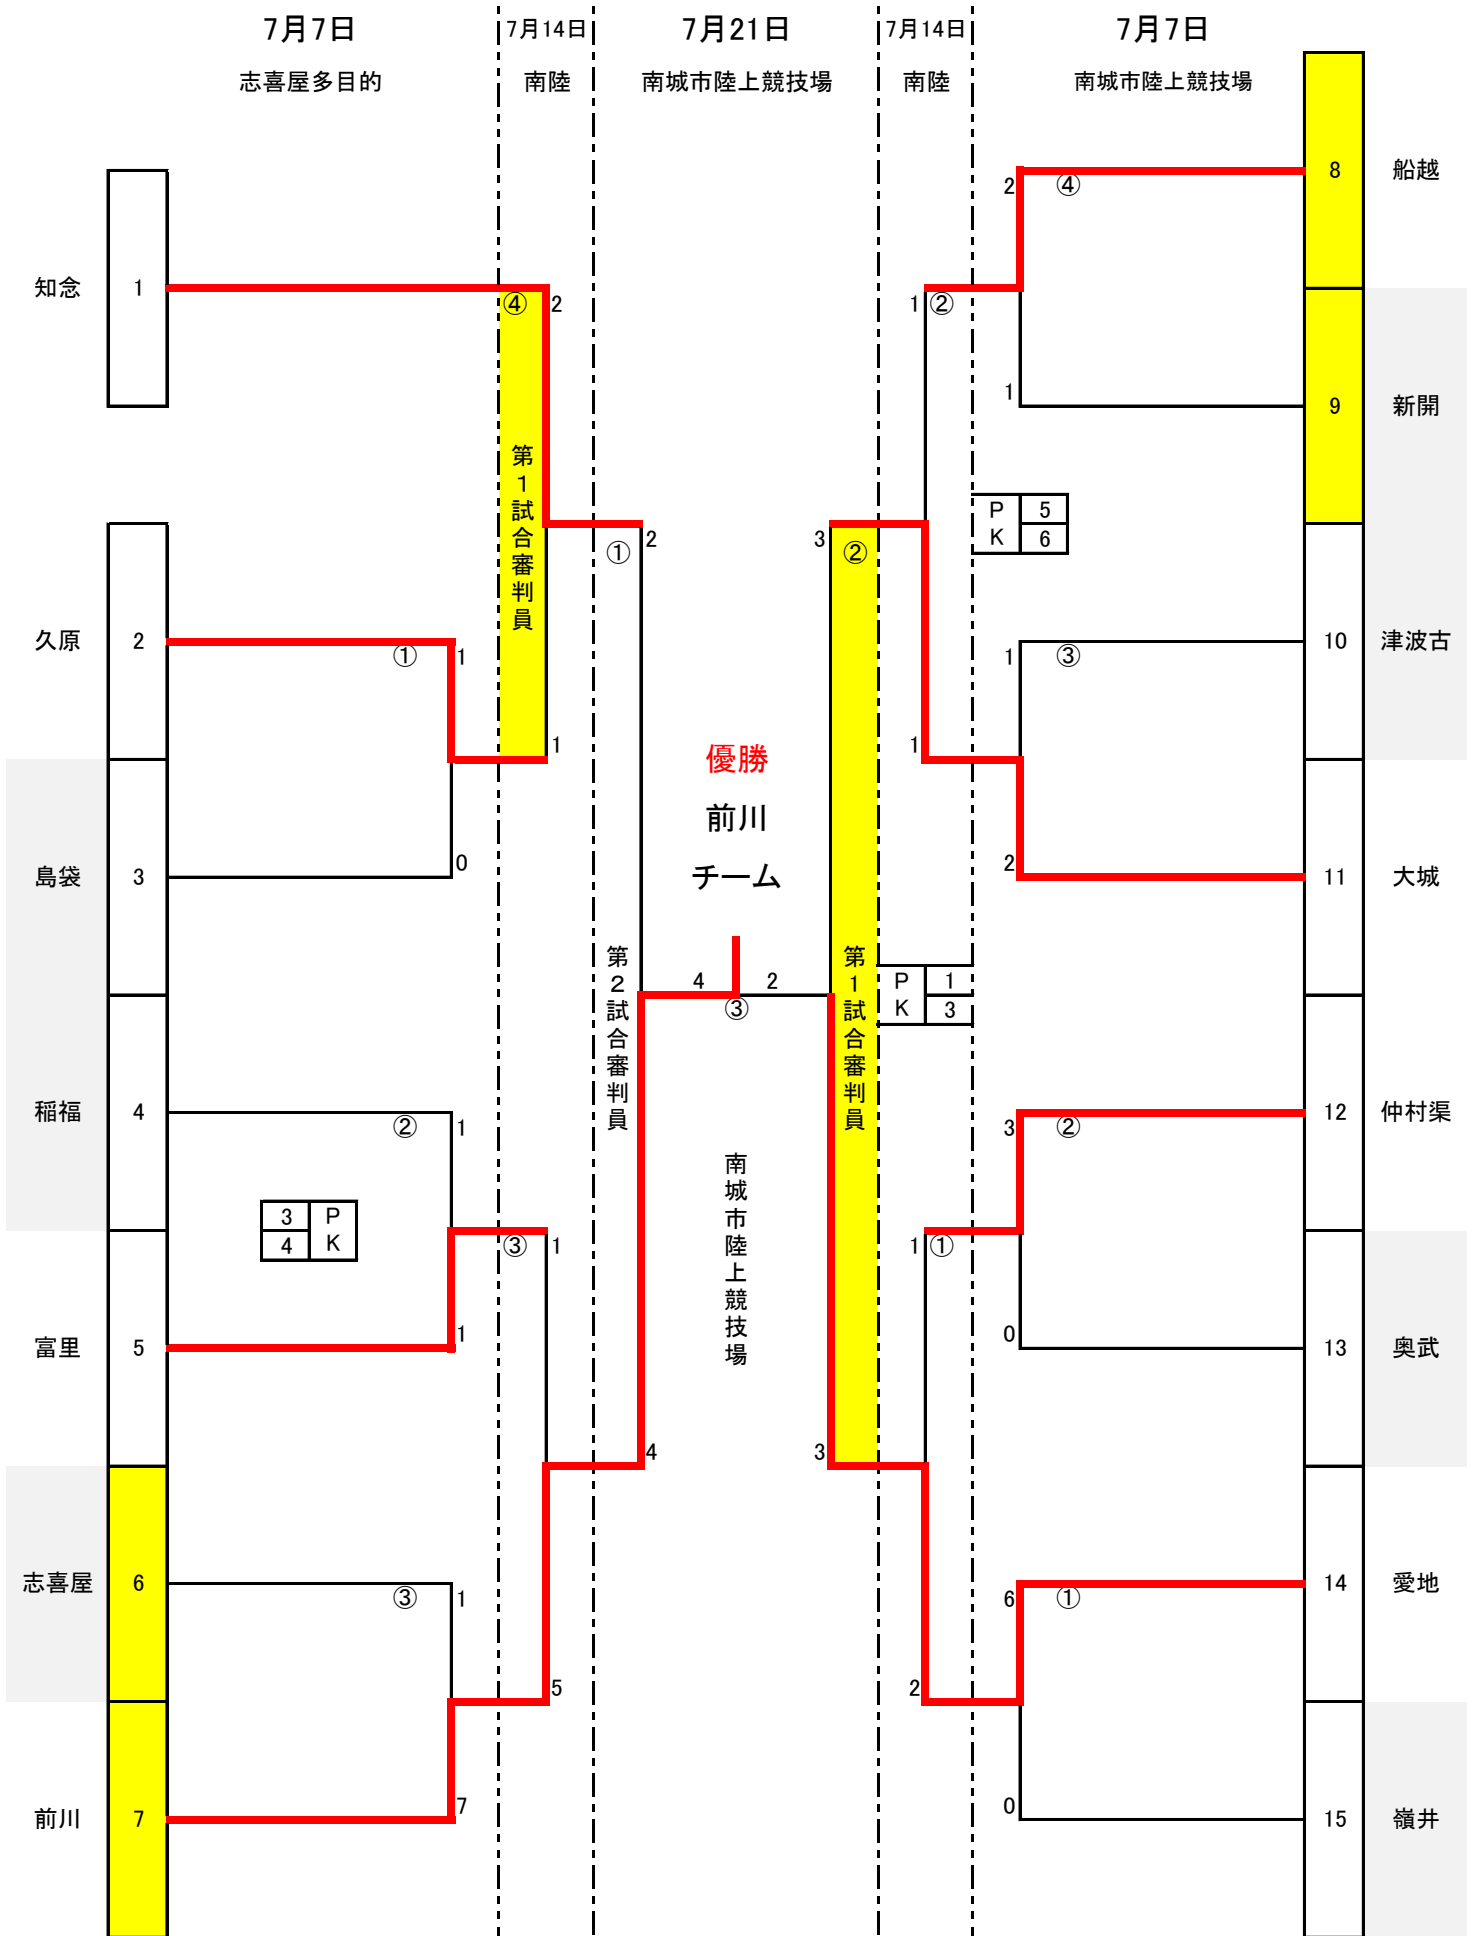 7月7日 7月14日 7月21日 7月14日 7月7日
志喜屋多目的 南陸 南城市陸上競技場 南陸 南城市陸上競技場
8 船越
2 ④
知念 1
④ 2
1 ②
1
9 新開
第1試合審判員
P K 5 6
① 2
3 ②
久原 2
① 1
1 ③
10 津波古
1
1
優勝
前川
チーム
島袋 3
0
2
11 大城
第2試合審判員
4 2
③
第1試合審判員
P K 1 3
稲福 4
② 1
3 ②
12 仲村渠
南城市陸上競技場
3 4 P K
③ 1
1 ①
富里 5
1
0
13 奥武
4
3
志喜屋 6
③ 1
6 ①
14 愛地
5
2
前川 7
7
0
15 嶺井